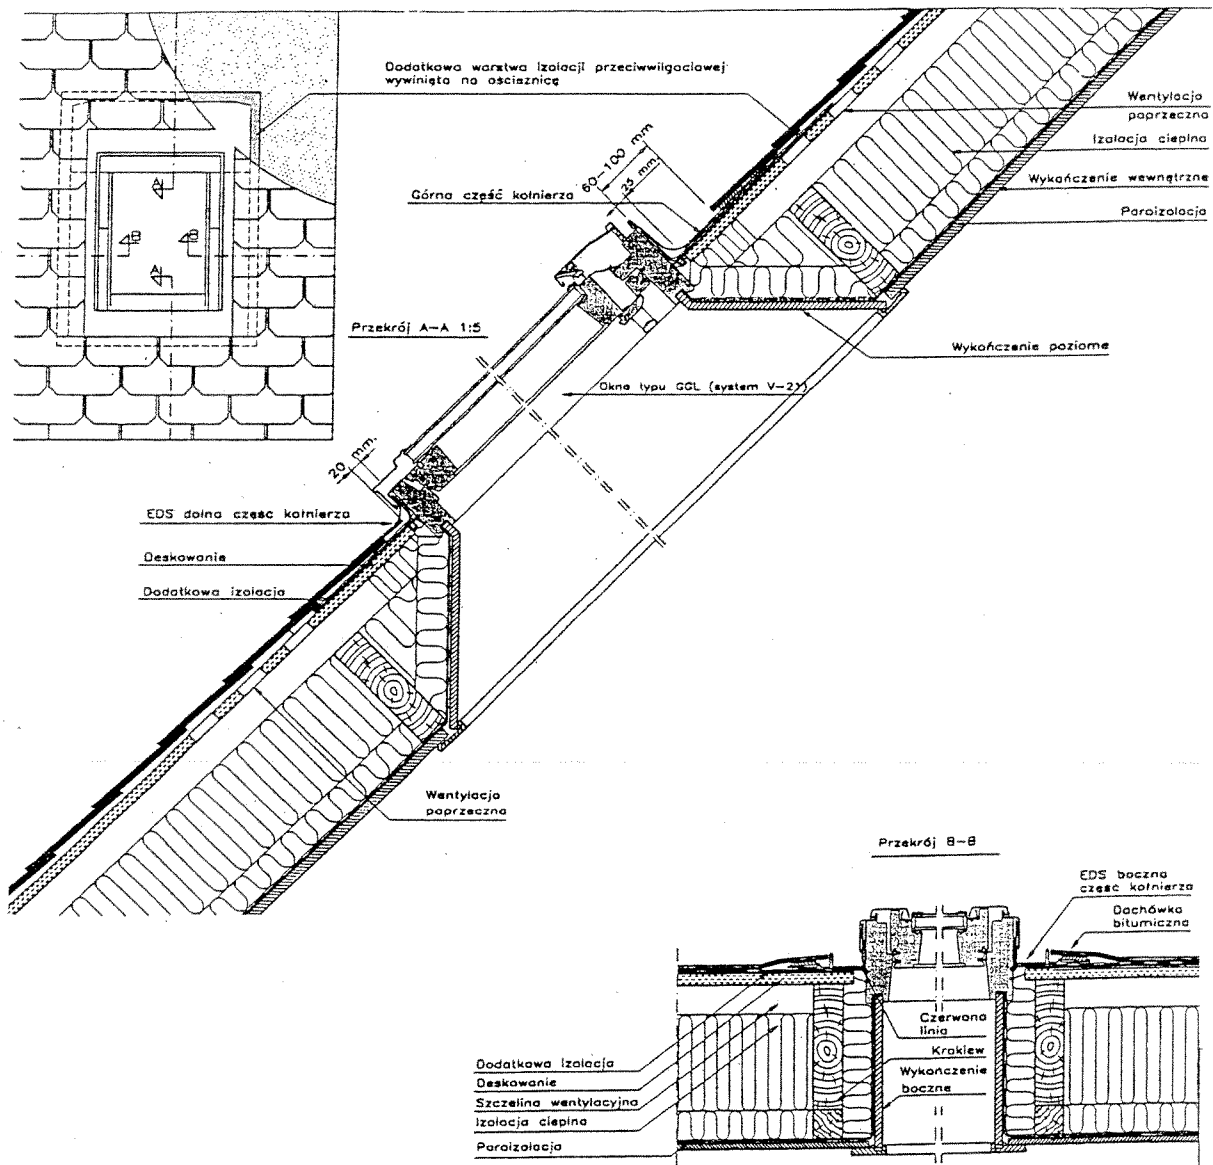 Dodatkowa warstwa izolacji przeciwwilgociowej
wywinięta na ościeżnicę
Wentylacja
poprzeczna
Izolacja cieplna
Wykończenie wewnętrzne
Paroizolacja
60-100 mm
25 mm.
Górna część kołnierza
A
B
B
A
Przekrój A-A 1:5
Wykończenie poziome
Okno typu GGL (system V-21)
20 mm.
EDS dolna część kołnierza
Deskowanie
Dodatkowa izolacja
Wentylacja
poprzeczna
Przekrój B-B
EDS boczna
część kołnierza
Dachówka
bitumiczna
Czerwona
linia
Krokiew
Wykończenie
boczne
Dodatkowa izolacja
Deskowanie
Szczelina wentylacyjna
Izolacja cieplna
Paroizolacja